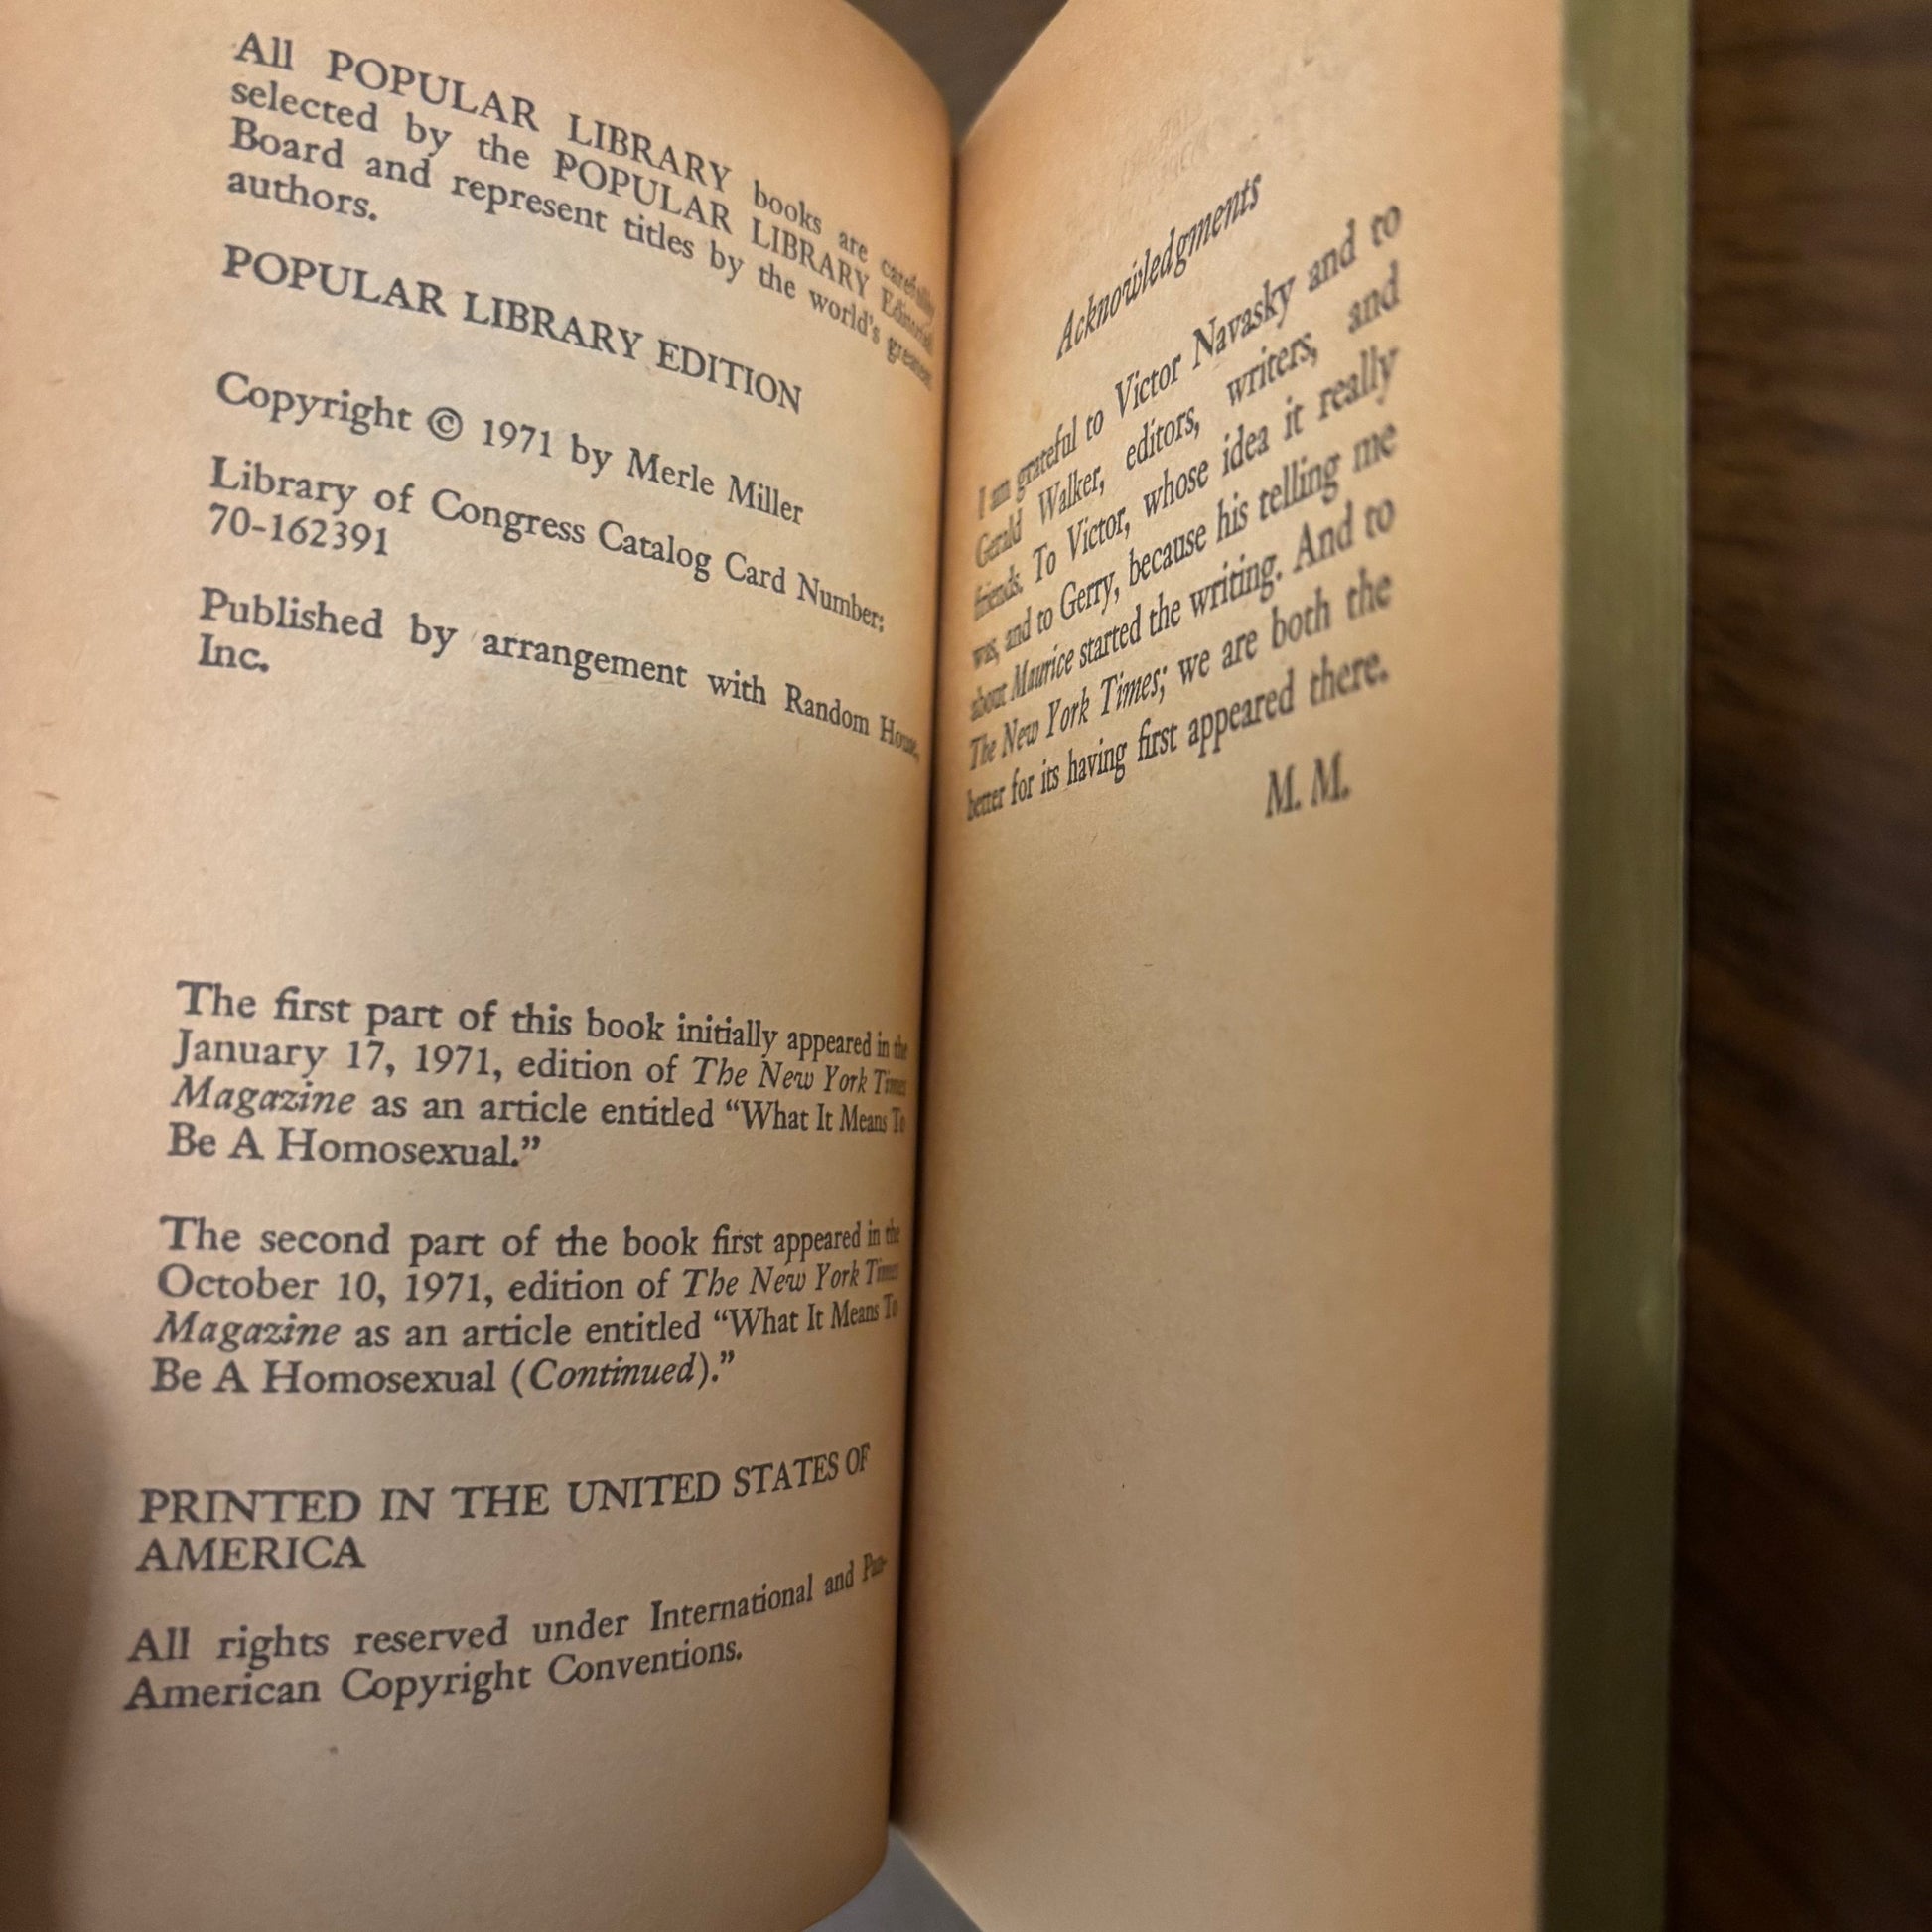 All POPULAR LIBRARY books are carefully
selected by the POPULAR LIBRARY Editorial
Board and represent titles by the world's greatest
authors.
POPULAR LIBRARY EDITION
Copyright © 1971 by Merle Miller
Library of Congress Catalog Card Number:
70-162391
Published by arrangement with Random House,
Inc.
The first part of this book initially appeared in the
January 17, 1971, edition of The New York Times
Magazine as an article entitled “What It Means To
Be A Homosexual.”
The second part of the book first appeared in the
October 10, 1971, edition of The New York Times
Magazine as an article entitled “What It Means To
Be A Homosexual (Continued).”
PRINTED IN THE UNITED STATES OF
AMERICA
All rights reserved under International and Pan-
American Copyright Conventions.
Acknowledgments
I am grateful to Victor Navasky and to
Gerald Walker, editors, writers, and
friends. To Victor, whose idea it really
was, and to Gerry, because his telling me
about Maurice started the writing. And to
The New York Times; we are both the
better for its having first appeared there.
M. M.